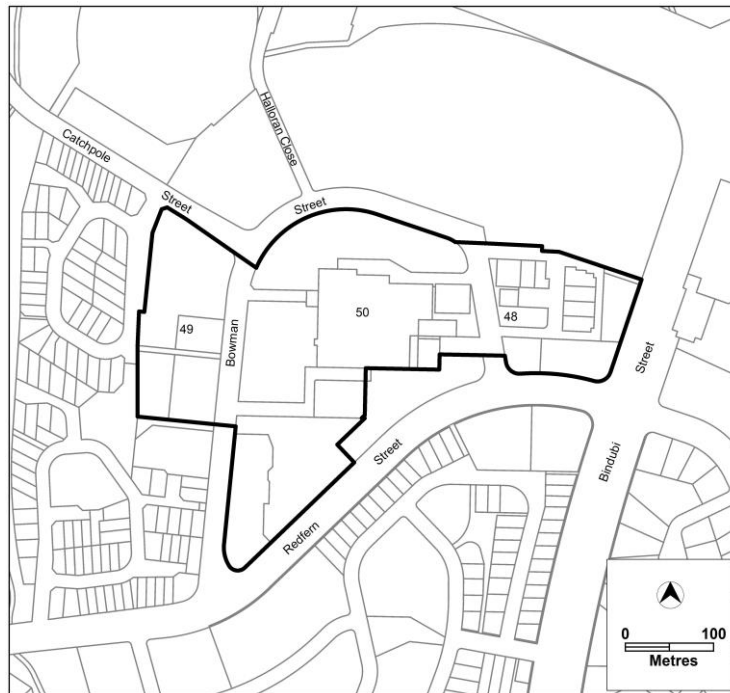 Halloran Close
Catchpole
Street
Street
50
48
49
Bowman
Street
Street
Redfern
Bindubi
0 100
Metres